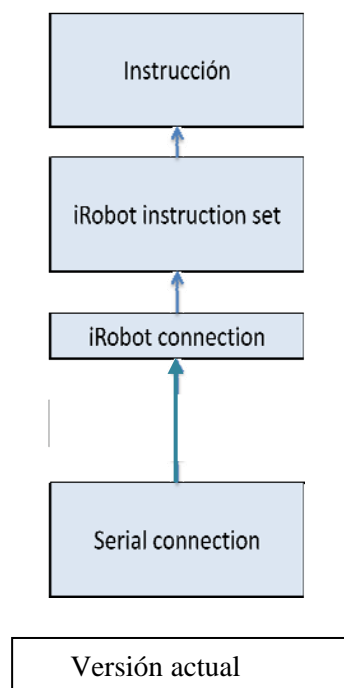 Instrucción
iRobot instruction set
iRobot connection
Serial connection
Versión actual